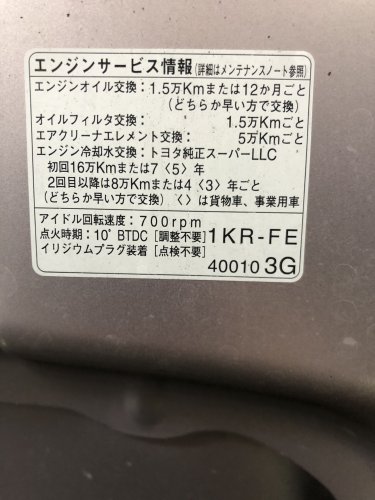 エンジンサービス情報(詳細はメンテナンスノート参照)
エンジンオイル交換:1.5万Kmまたは12か月ごと
(どちらか早い方で交換)
オイルフィルタ交換: 1.5万Kmごと
エアクリーナエレメント交換: 5万Kmごと
エンジン冷却水交換:トヨタ純正スーパーLLC
初回16万Kmまたは7〈5〉年
2回目以降は8万Kmまたは4〈3〉年ごと
(どちらか早い方で交換) 〈〉は貨物車、事業用車
アイドル回転速度:700rpm
点火時期:10°BTDC [調整不要] 1KR-FE
イリジウムプラグ装着 [点検不要]
40010 3G